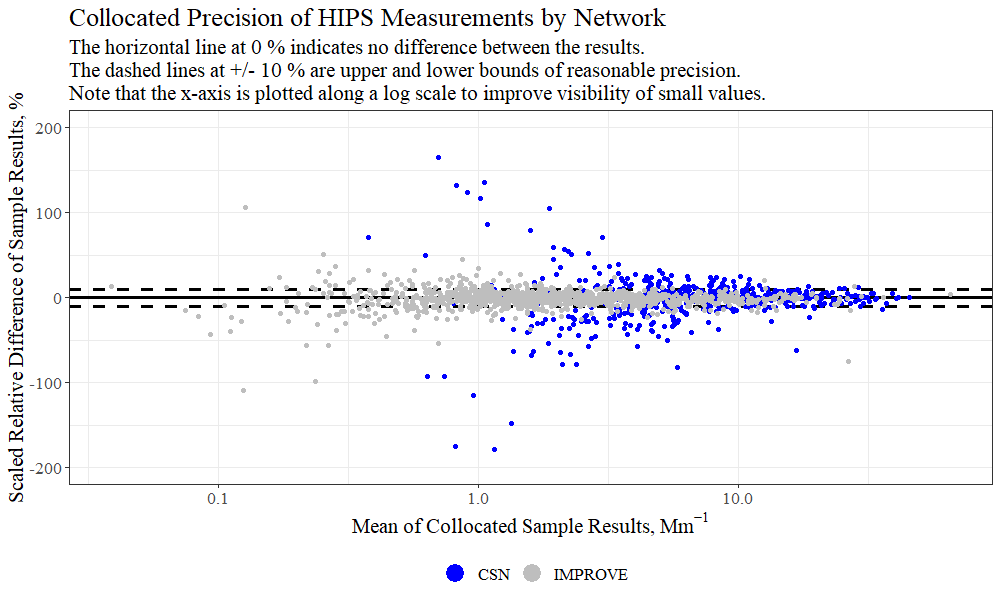 Collocated Precision of HIPS Measurements by Network
The horizontal line at 0 % indicates no difference between the results.
The dashed lines at +/- 10 % are upper and lower bounds of reasonable precision.
Note that the x-axis is plotted along a log scale to improve visibility of small values.
Scaled Relative Difference of Sample Results, %
200
100
0
-100
-200
0.1 1.0 10.0
Mean of Collocated Sample Results, Mm⁻¹
CSN IMPROVE